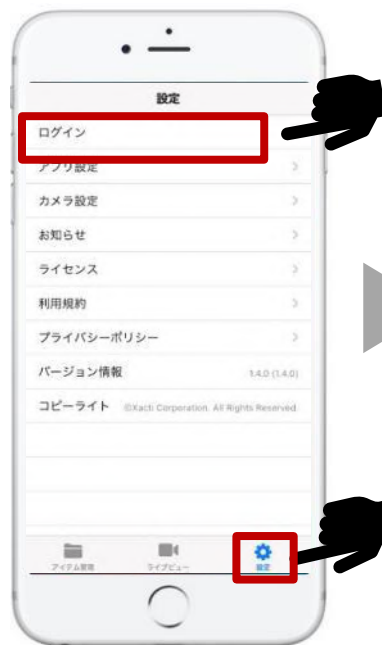 設定
ログイン
アプリ設定
カメラ設定
お知らせ
ライセンス
利用規約
プライバシーポリシー
バージョン情報 1.4.0 (1.4.0)
コピーライト ©Xacti Corporation. All Rights Reserved.
アイテム管理 ライブビュー 設定